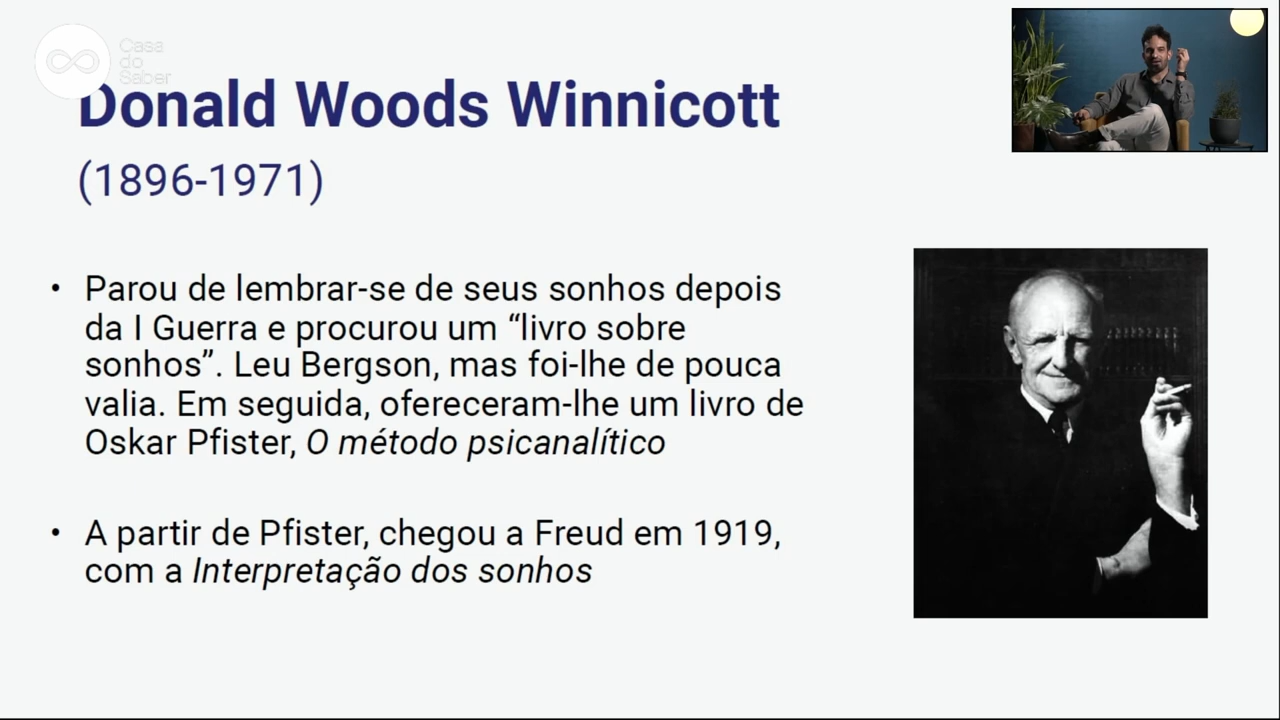 Casa
do
Saber
Donald Woods Winnicott
(1896-1971)
• Parou de lembrar-se de seus sonhos depois
da I Guerra e procurou um “livro sobre
sonhos”. Leu Bergson, mas foi-lhe de pouca
valia. Em seguida, ofereceram-lhe um livro de
Oskar Pfister, O método psicanalítico
• A partir de Pfister, chegou a Freud em 1919,
com a Interpretação dos sonhos